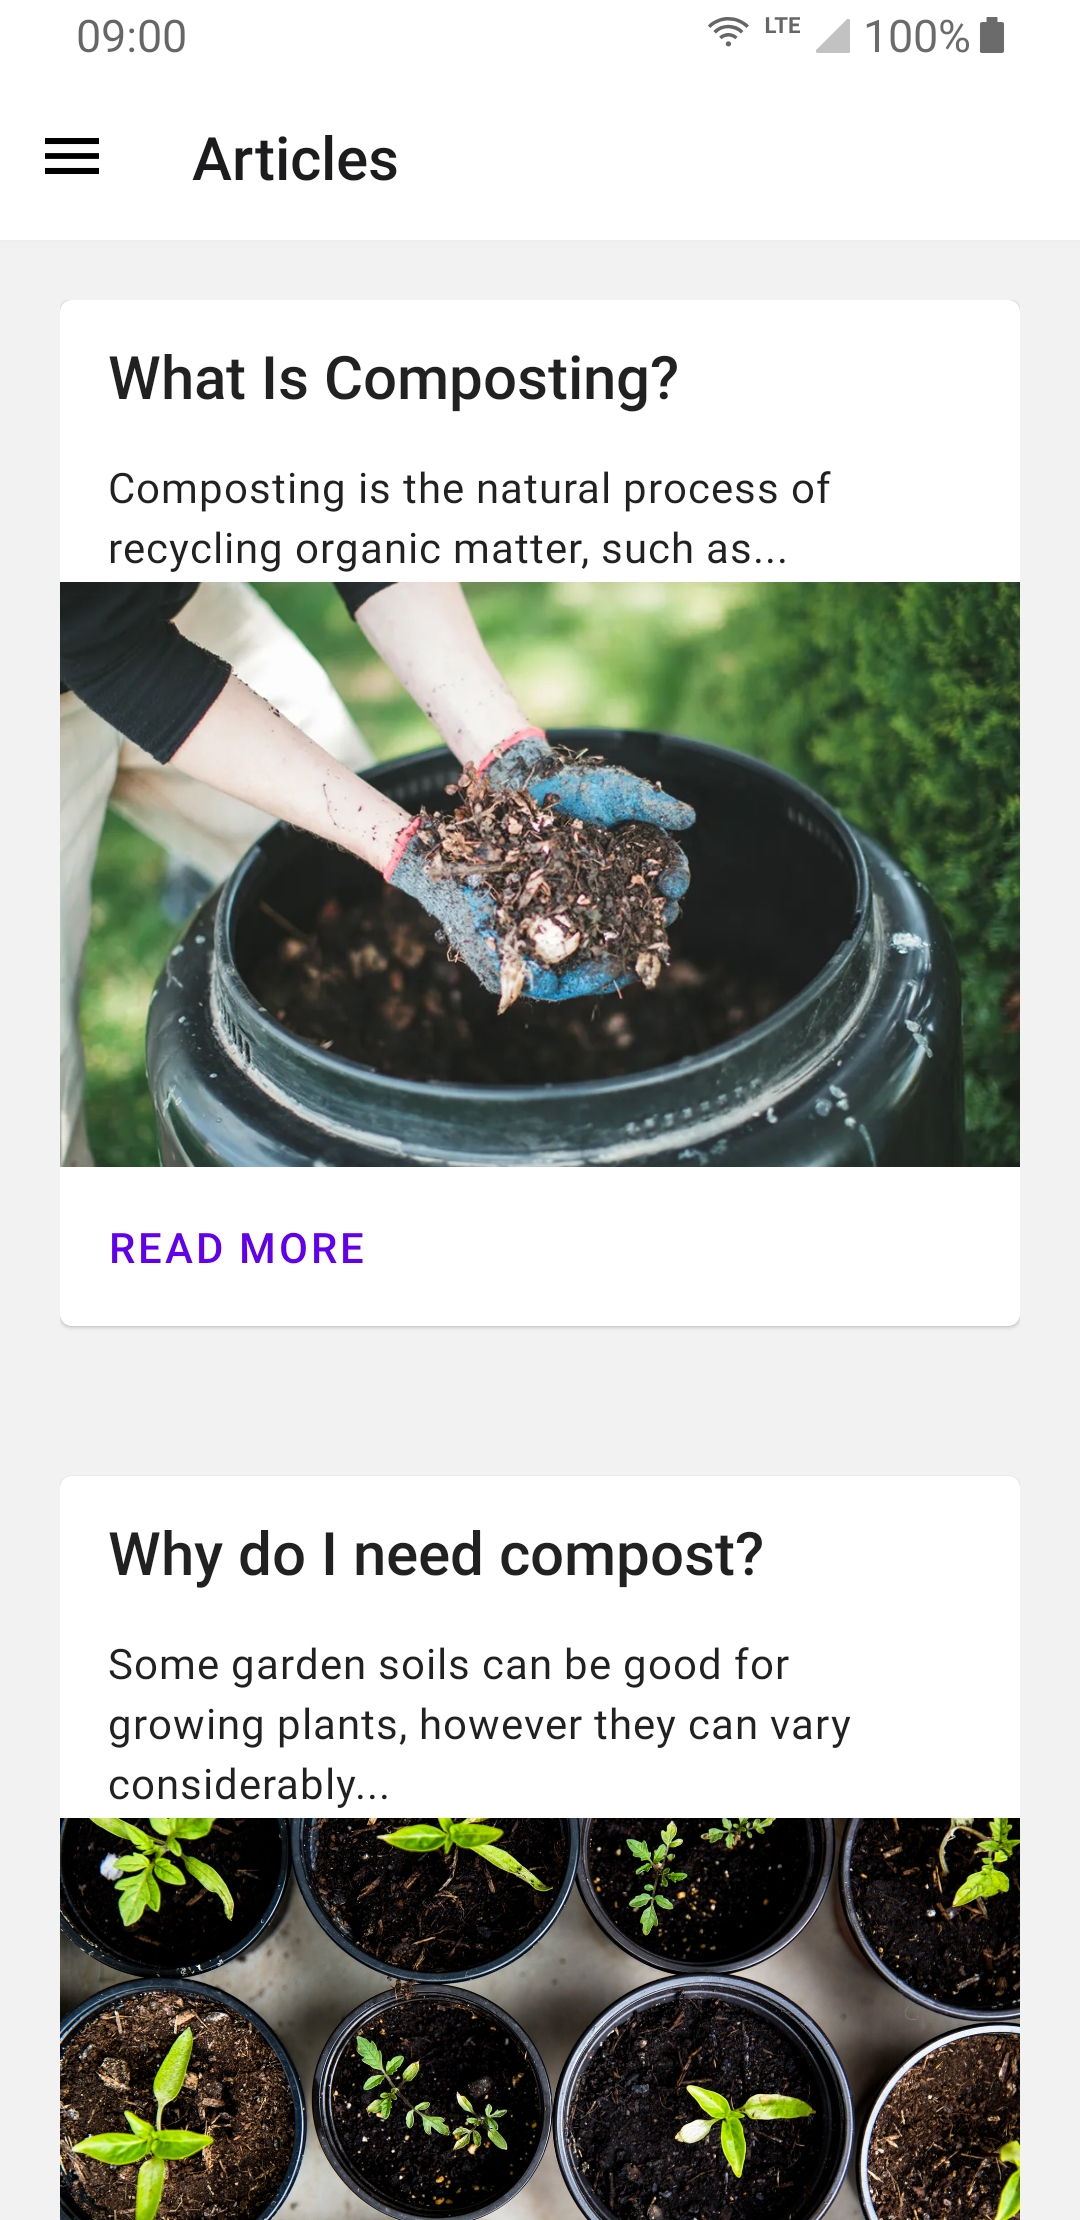 09:00
LTE
100%
Articles
What Is Composting?
Composting is the natural process of
recycling organic matter, such as...
READ MORE
Why do I need compost?
Some garden soils can be good for
growing plants, however they can vary
considerably...